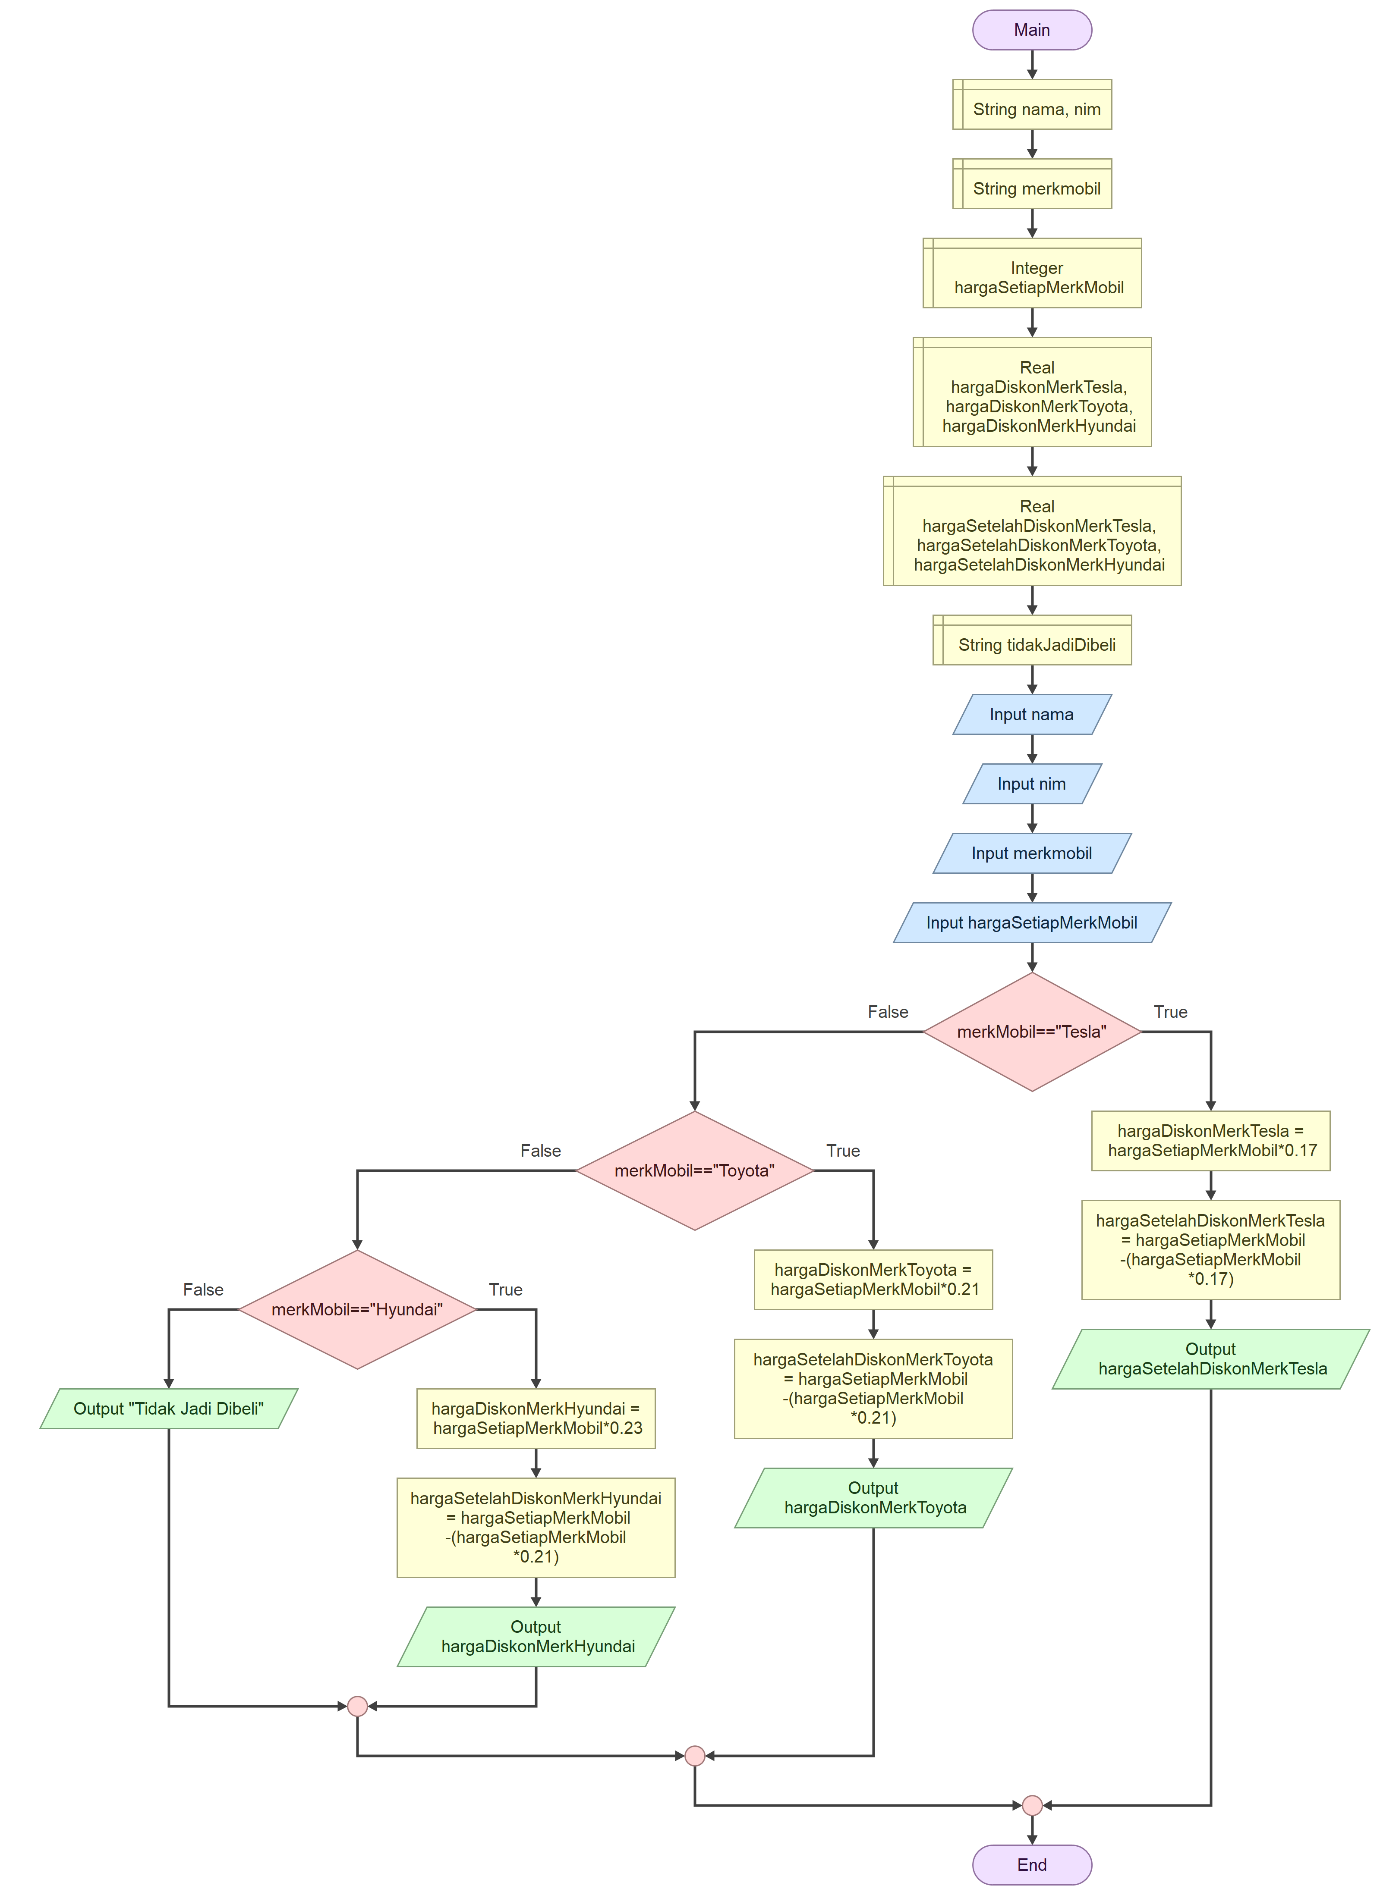 Main
String nama, nim
String merkmobil
Integer
hargaSetiapMerkMobil
Real
hargaDiskonMerkTesla,
hargaDiskonMerkToyota,
hargaDiskonMerkHyundai
Real
hargaSetelahDiskonMerkTesla,
hargaSetelahDiskonMerkToyota,
hargaSetelahDiskonMerkHyundai
String tidakJadiDibeli
Input nama
Input nim
Input merkmobil
Input hargaSetiapMerkMobil
False
True
merkMobil=="Tesla"
hargaDiskonMerkTesla =
hargaSetiapMerkMobil*0.17
hargaSetelahDiskonMerkTesla
= hargaSetiapMerkMobil
-(hargaSetiapMerkMobil
*0.17)
Output
hargaSetelahDiskonMerkTesla
False
True
merkMobil=="Toyota"
hargaDiskonMerkToyota =
hargaSetiapMerkMobil*0.21
hargaSetelahDiskonMerkToyota
= hargaSetiapMerkMobil
-(hargaSetiapMerkMobil
*0.21)
Output
hargaDiskonMerkToyota
False
True
merkMobil=="Hyundai"
Output "Tidak Jadi Dibeli"
hargaDiskonMerkHyundai =
hargaSetiapMerkMobil*0.23
hargaSetelahDiskonMerkHyundai
= hargaSetiapMerkMobil
-(hargaSetiapMerkMobil
*0.21)
Output
hargaDiskonMerkHyundai
End